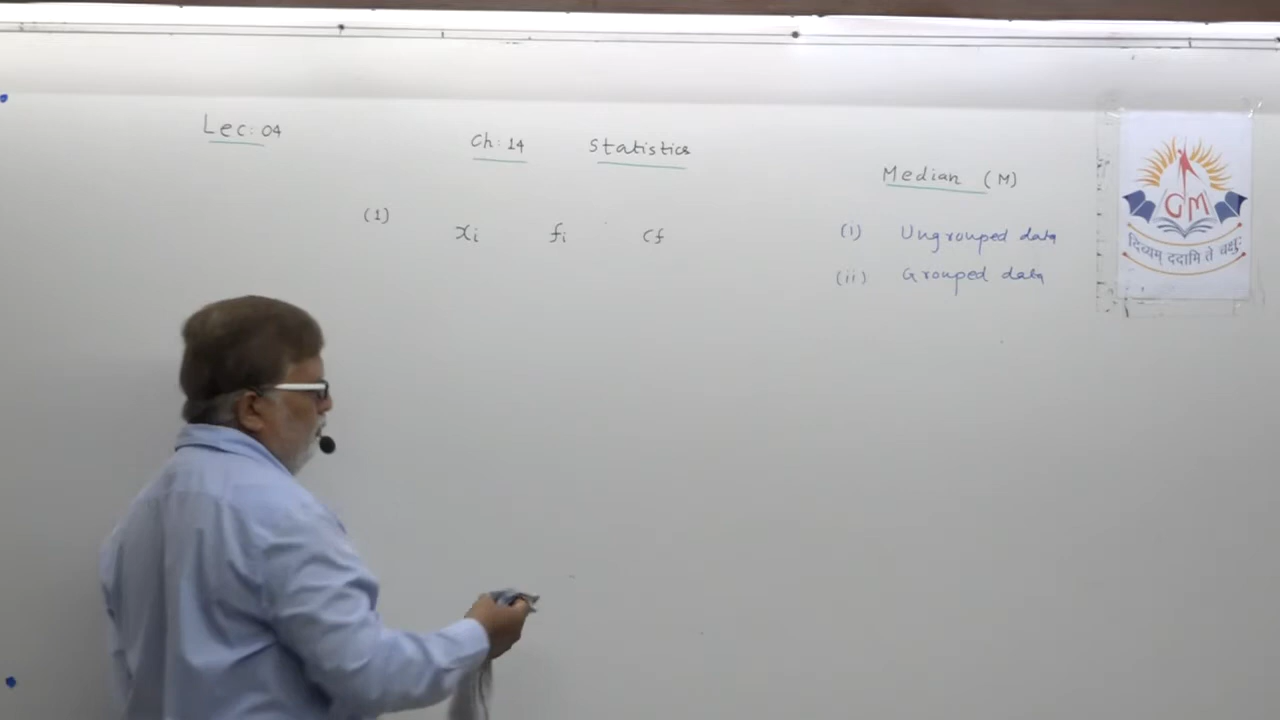 Lec: 04
Ch: 14 Statistics
Median (M)
(1) xi fi cf
(i) Ungrouped data
(ii) Grouped data
GM
दिव्यम् ददामि ते चक्षुः